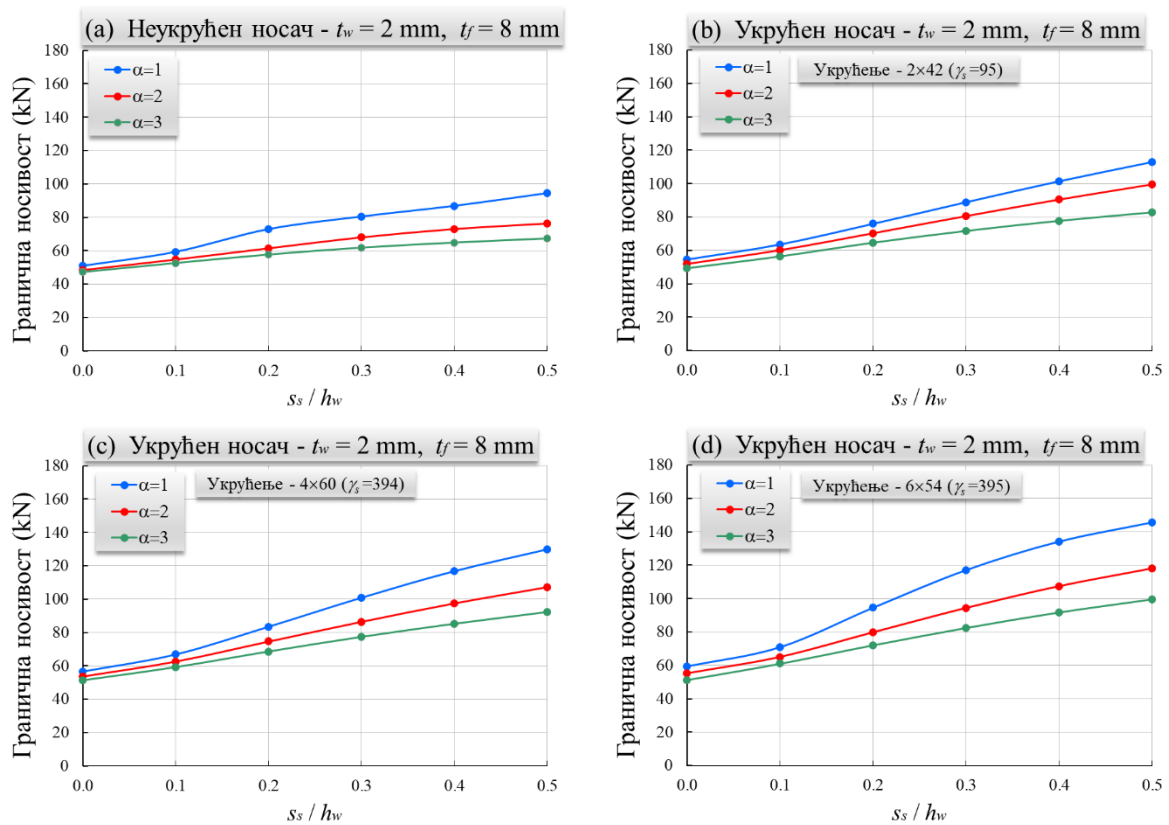 (a) Неукрућен носач - tw = 2 mm, tf = 8 mm
Гранична носивост (kN)
180
160
140
120
100
80
60
40
20
0
α=1
α=2
α=3
0.0 0.1 0.2 0.3 0.4 0.5
ss / hw
(b) Укрућен носач - tw = 2 mm, tf = 8 mm
Гранична носивост (kN)
180
160
140
120
100
80
60
40
20
0
α=1
α=2
α=3
Укрућење - 2×42 (γs=95)
0.0 0.1 0.2 0.3 0.4 0.5
ss / hw
(c) Укрућен носач - tw = 2 mm, tf = 8 mm
Гранична носивост (kN)
180
160
140
120
100
80
60
40
20
0
α=1
α=2
α=3
Укрућење - 4×60 (γs=394)
0.0 0.1 0.2 0.3 0.4 0.5
ss / hw
(d) Укрућен носач - tw = 2 mm, tf = 8 mm
Гранична носивост (kN)
180
160
140
120
100
80
60
40
20
0
α=1
α=2
α=3
Укрућење - 6×54 (γs=395)
0.0 0.1 0.2 0.3 0.4 0.5
ss / hw